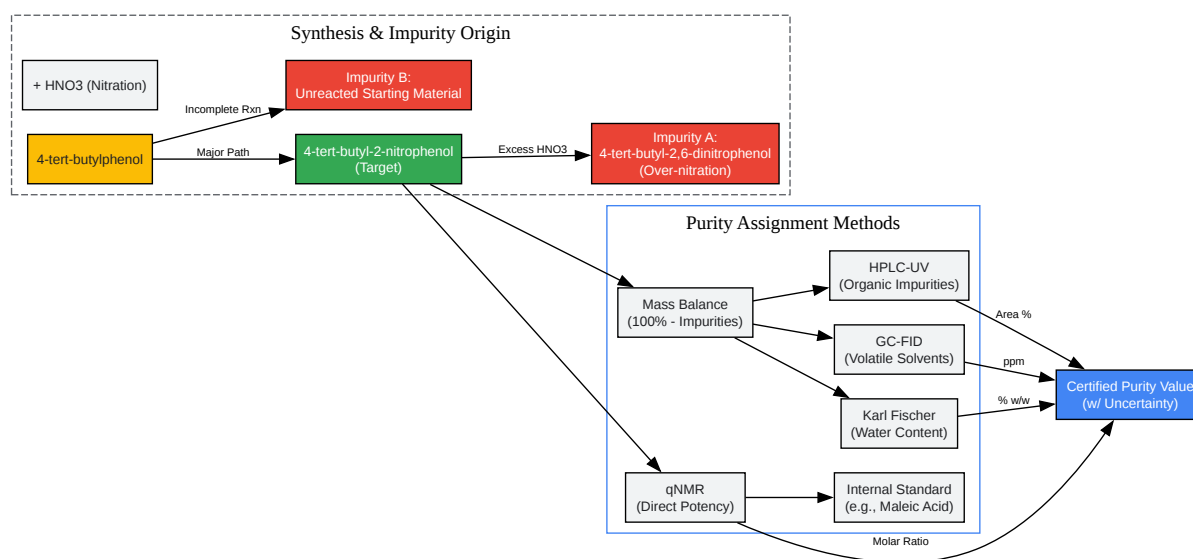 Synthesis & Impurity Origin
+ HNO3 (Nitration)
Impurity B:
Unreacted Starting Material
Incomplete Rxn
4-tert-butylphenol
Major Path
4-tert-butyl-2-nitrophenol
(Target)
Excess HNO3
Impurity A:
4-tert-butyl-2,6-dinitrophenol
(Over-nitration)
Purity Assignment Methods
Mass Balance
(100% - Impurities)
HPLC-UV
(Organic Impurities)
Area %
GC-FID
(Volatile Solvents)
ppm
Karl Fischer
(Water Content)
% w/w
Certified Purity Value
(w/ Uncertainty)
qNMR
(Direct Potency)
Internal Standard
(e.g., Maleic Acid)
Molar Ratio